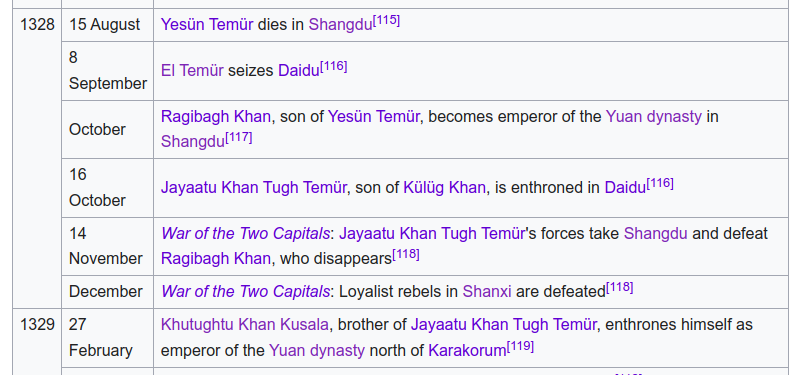 1328 15 August Yesün Temür dies in Shangdu[115]
8
September
El Temür seizes Daidu[116]
October
Ragibagh Khan, son of Yesün Temür, becomes emperor of the Yuan dynasty in
Shangdu[117]
16
October
Jayaatu Khan Tugh Temür, son of Külüg Khan, is enthroned in Daidu[116]
14
November
War of the Two Capitals: Jayaatu Khan Tugh Temür's forces take Shangdu and defeat
Ragibagh Khan, who disappears[118]
December War of the Two Capitals: Loyalist rebels in Shanxi are defeated[118]
1329 27
February
Khutughtu Khan Kusala, brother of Jayaatu Khan Tugh Temür, enthrones himself as
emperor of the Yuan dynasty north of Karakorum[119]